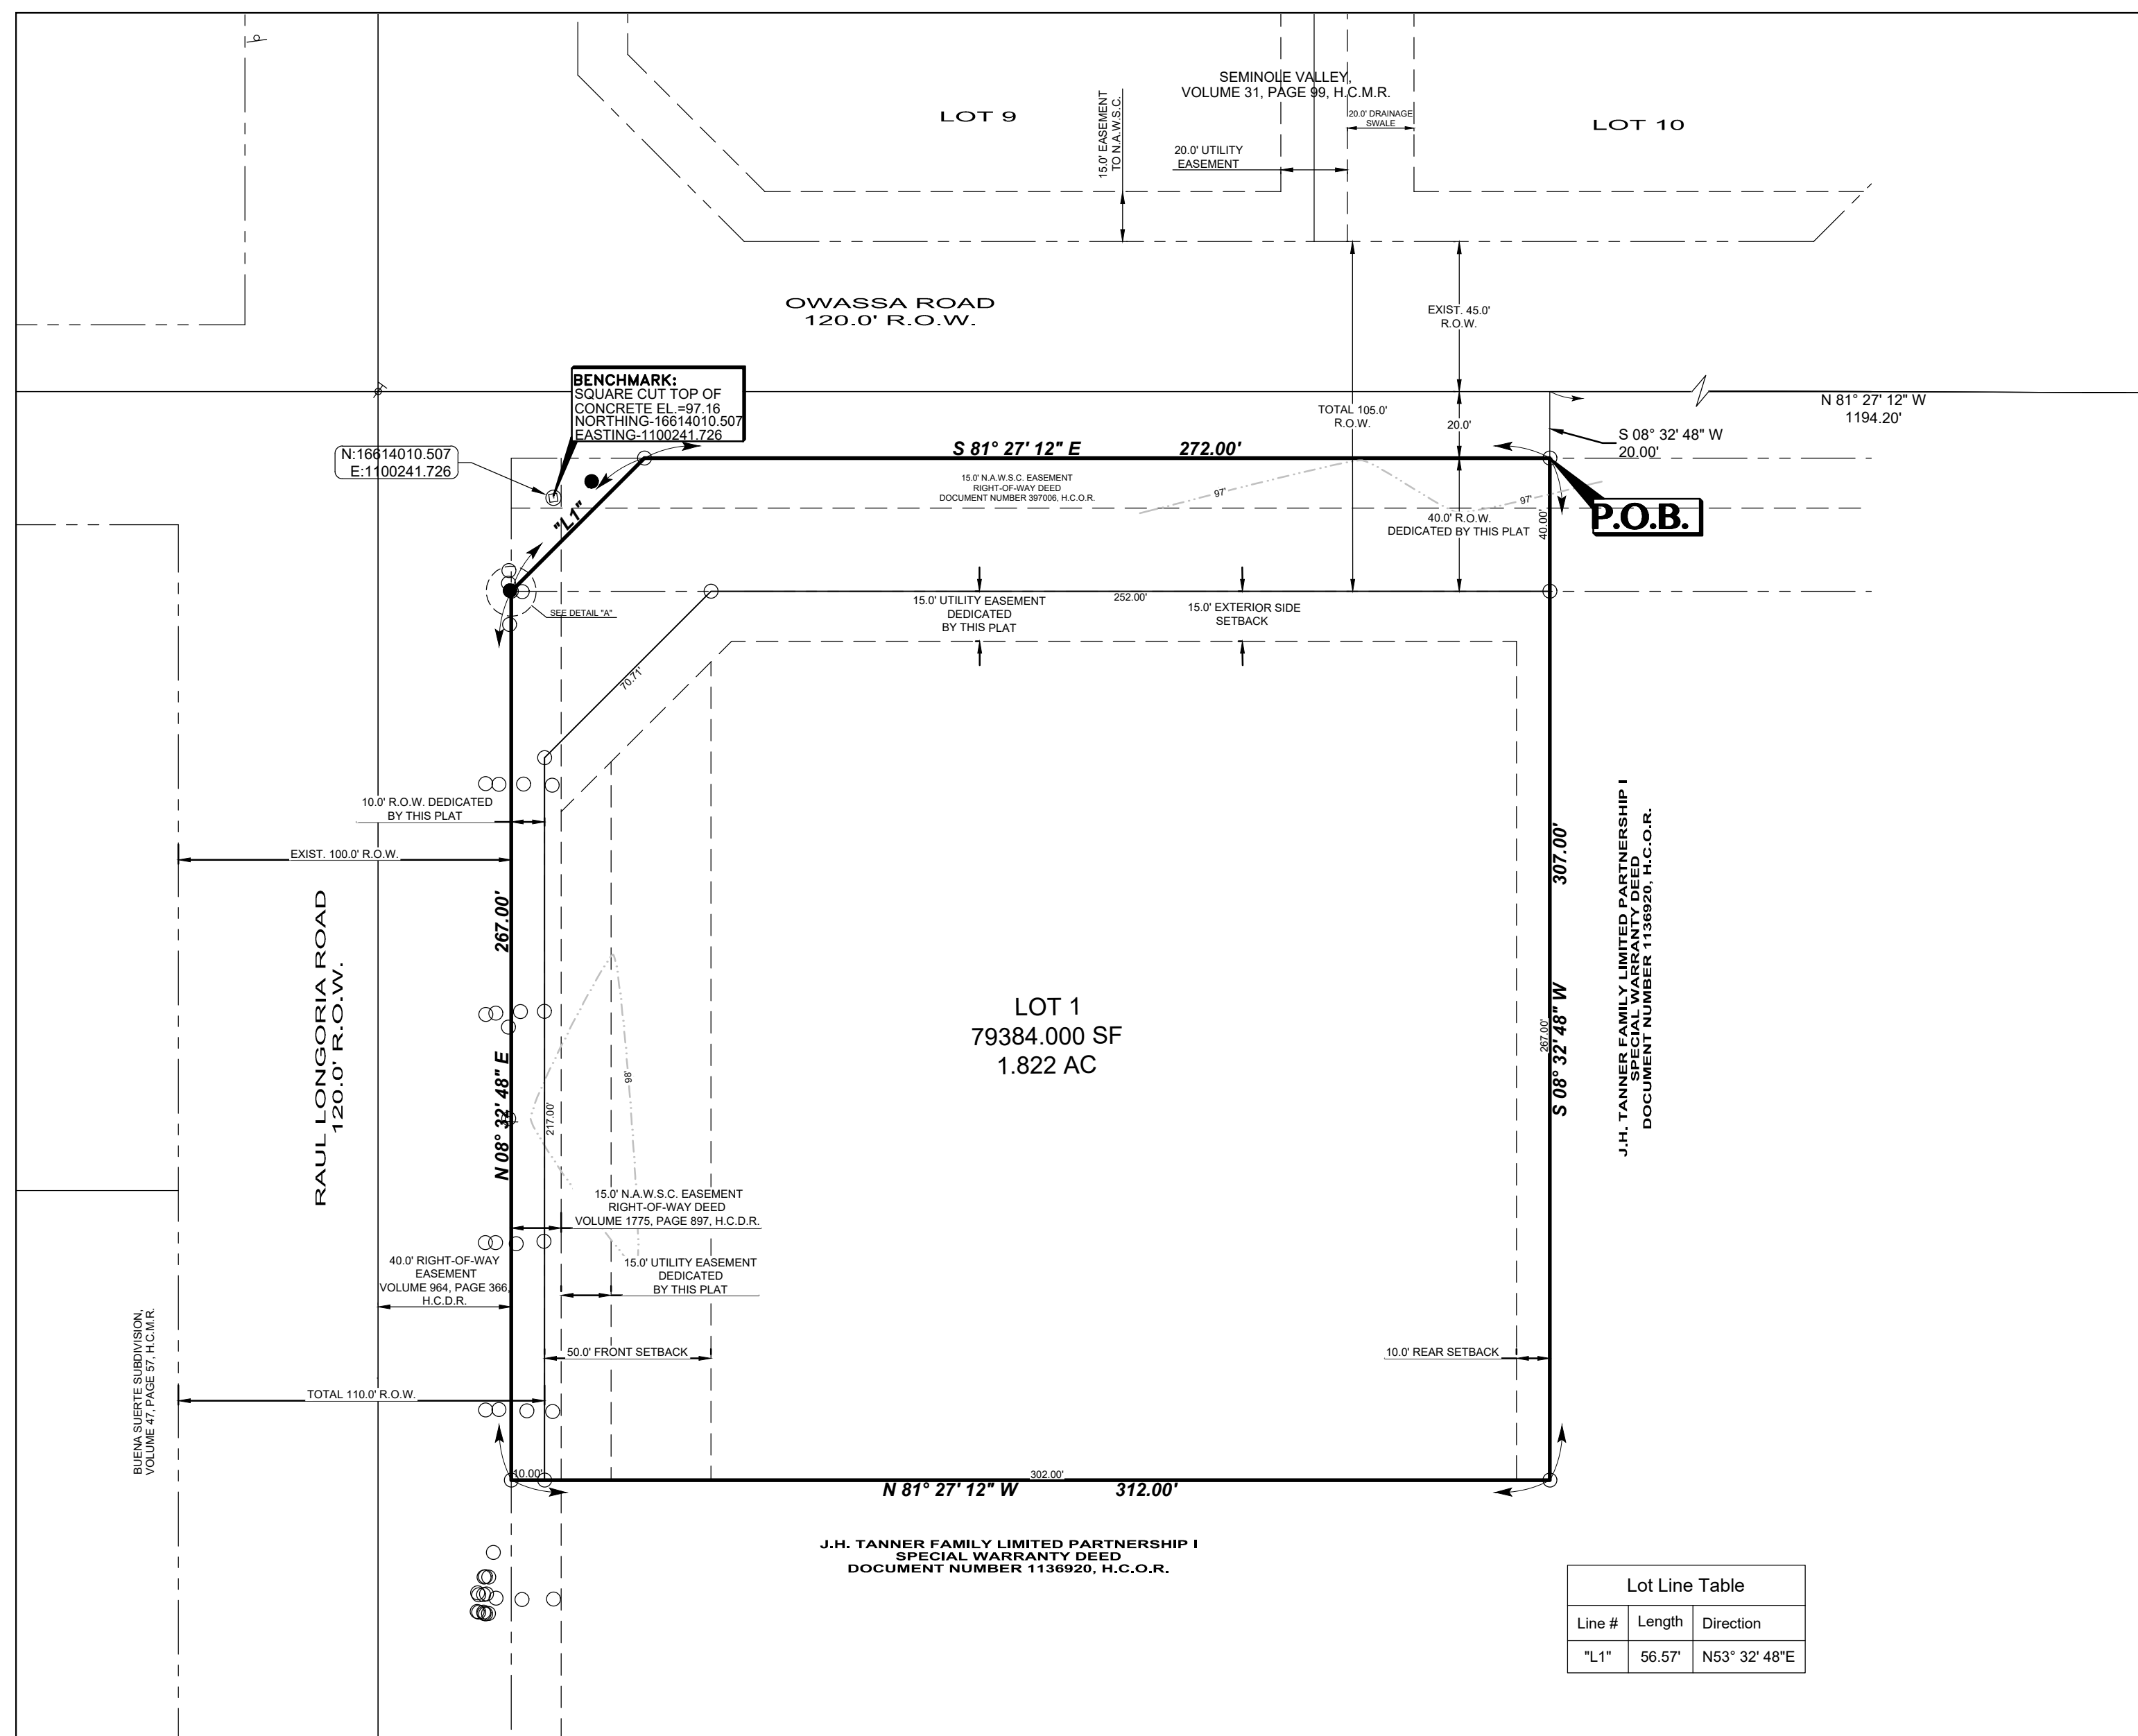 SEMINOLE VALLEY,
VOLUME 31, PAGE 99, H.C.M.R.
LOT 9
15.0' EASEMENT
TO N.A.W.S.C.
20.0' DRAINAGE
SWALE
LOT 10
20.0' UTILITY
EASEMENT
OWASSA ROAD
120.0' R.O.W.
EXIST. 45.0'
R.O.W.
BENCHMARK:
SQUARE CUT TOP OF
CONCRETE EL.=97.16
NORTHING-16614010.507
EASTING-1100241.726
N:16614010.507
E:1100241.726
TOTAL 105.0'
R.O.W.
20.0'
N 81° 27' 12" W
1194.20'
S 08° 32' 48" W
20.00'
S 81° 27' 12" E 272.00'
15.0' N.A.W.S.C. EASEMENT
RIGHT-OF-WAY DEED
DOCUMENT NUMBER 397006, H.C.O.R.
97'
97'
"L1"
40.0' R.O.W.
DEDICATED BY THIS PLAT
40.00'
P.O.B.
SEE DETAIL "A"
15.0' UTILITY EASEMENT
DEDICATED
BY THIS PLAT
252.00'
15.0' EXTERIOR SIDE
SETBACK
70.71'
10.0' R.O.W. DEDICATED
BY THIS PLAT
EXIST. 100.0' R.O.W.
RAUL LONGORIA ROAD
120.0' R.O.W.
N 08° 32' 48" E 267.00'
217.00'
98'
LOT 1
79384.000 SF
1.822 AC
267.00'
S 08° 32' 48" W 307.00'
J.H. TANNER FAMILY LIMITED PARTNERSHIP I
SPECIAL WARRANTY DEED
DOCUMENT NUMBER 1136920, H.C.O.R.
15.0' N.A.W.S.C. EASEMENT
RIGHT-OF-WAY DEED
VOLUME 1775, PAGE 897, H.C.D.R.
40.0' RIGHT-OF-WAY
EASEMENT
VOLUME 964, PAGE 366,
H.C.D.R.
15.0' UTILITY EASEMENT
DEDICATED
BY THIS PLAT
BUENA SUERTE SUBDIVISION,
VOLUME 47, PAGE 57, H.C.M.R.
50.0' FRONT SETBACK
10.0' REAR SETBACK
TOTAL 110.0' R.O.W.
10.00'
302.00'
N 81° 27' 12" W 312.00'
J.H. TANNER FAMILY LIMITED PARTNERSHIP I
SPECIAL WARRANTY DEED
DOCUMENT NUMBER 1136920, H.C.O.R.
Lot Line Table
Line # Length Direction
"L1" 56.57' N53° 32' 48"E